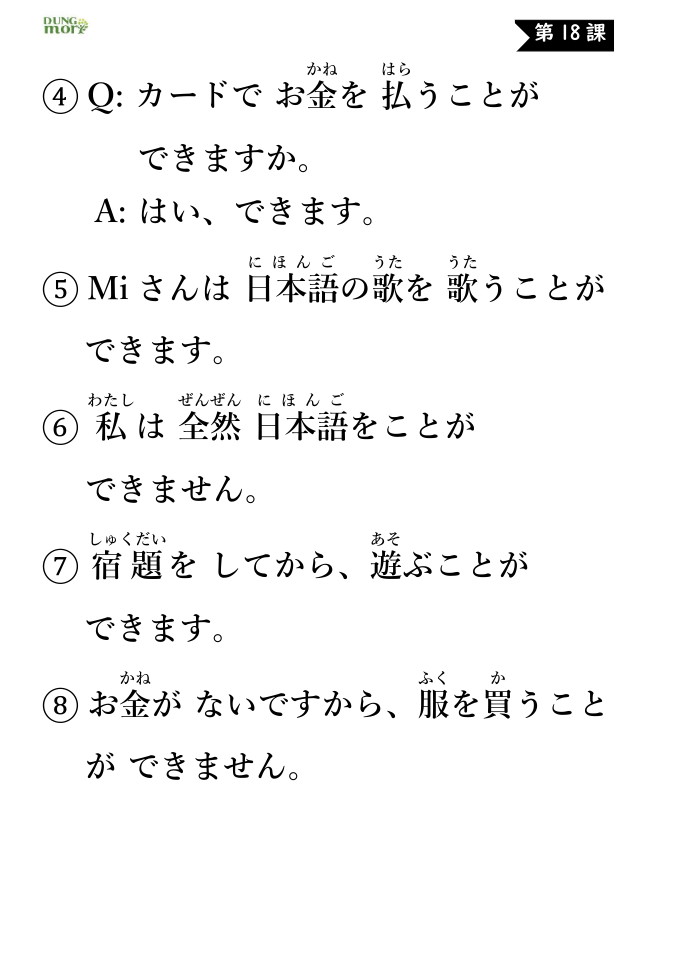 DUNG
mori
第18課
かね はら
④ Q: カードで お金を 払うことが
できますか。
A: はい、できます。
にほんご うた うた
⑤ Mi さんは 日本語の歌を 歌うことが
できます。
わたし ぜんぜん にほんご
⑥ 私は 全然 日本語をことが
できません。
しゅくだい あそ
⑦ 宿題を してから、遊ぶことが
できます。
かね ふく か
⑧ お金が ないですから、服を買うこと
が できません。